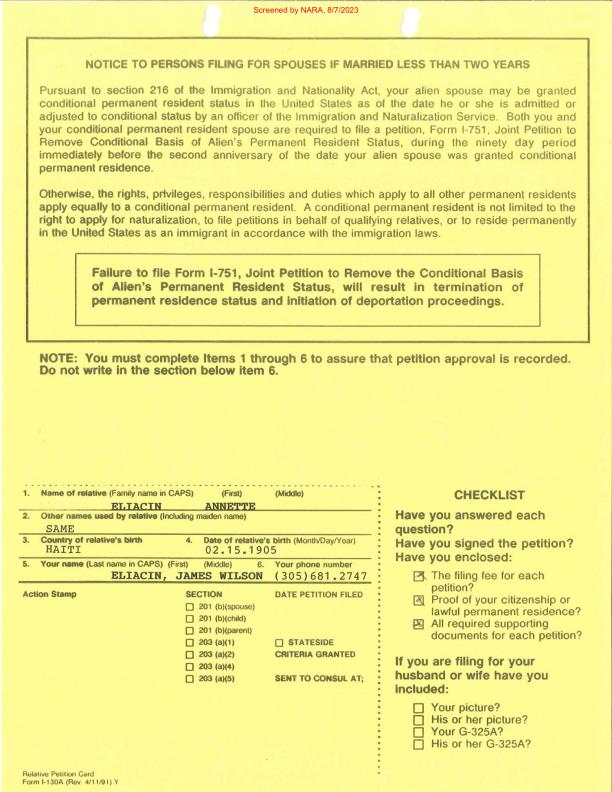 Screened by NARA, 8/7/2023
NOTICE TO PERSONS FILING FOR SPOUSES IF MARRIED LESS THAN TWO YEARS
Pursuant to section 216 of the Immigration and Nationality Act, your alien spouse may be granted
conditional permanent resident status in the United States as of the date he or she is admitted or
adjusted to conditional status by an officer of the Immigration and Naturalization Service. Both you and
your conditional permanent resident spouse are required to file a petition, Form I-751, Joint Petition to
Remove Conditional Basis of Alien's Permanent Resident Status, during the ninety day period
immediately before the second anniversary of the date your alien spouse was granted conditional
permanent residence.
Otherwise, the rights, privileges, responsibilities and duties which apply to all other permanent residents
apply equally to a conditional permanent resident. A conditional permanent resident is not limited to the
right to apply for naturalization, to file petitions in behalf of qualifying relatives, or to reside permanently
in the United States as an immigrant in accordance with the immigration laws.
Failure to file Form I-751, Joint Petition to Remove the Conditional Basis
of Alien's Permanent Resident Status, will result in termination of
permanent residence status and initiation of deportation proceedings.
NOTE: You must complete Items 1 through 6 to assure that petition approval is recorded.
Do not write in the section below item 6.
1. Name of relative (Family name in CAPS) (First) (Middle)
ELIACIN ANNETTE
2. Other names used by relative (Including maiden name)
SAME
3. Country of relative's birth 4. Date of relative's birth (Month/Day/Year)
HAITI 02.15.1905
5. Your name (Last name in CAPS) (First) (Middle) 6. Your phone number
ELIACIN, JAMES WILSON (305)681.2747
Action Stamp SECTION DATE PETITION FILED
201 (b)(spouse)
201 (b)(child)
201 (b)(parent)
203 (a)(1) STATESIDE
203 (a)(2) CRITERIA GRANTED
203 (a)(4)
203 (a)(5) SENT TO CONSUL AT;
CHECKLIST
Have you answered each
question?
Have you signed the petition?
Have you enclosed:
The filing fee for each
petition?
Proof of your citizenship or
lawful permanent residence?
All required supporting
documents for each petition?
If you are filing for your
husband or wife have you
included:
Your picture?
His or her picture?
Your G-325A?
His or her G-325A?
Relative Petition Card
Form I-130A (Rev. 4/11/91) Y